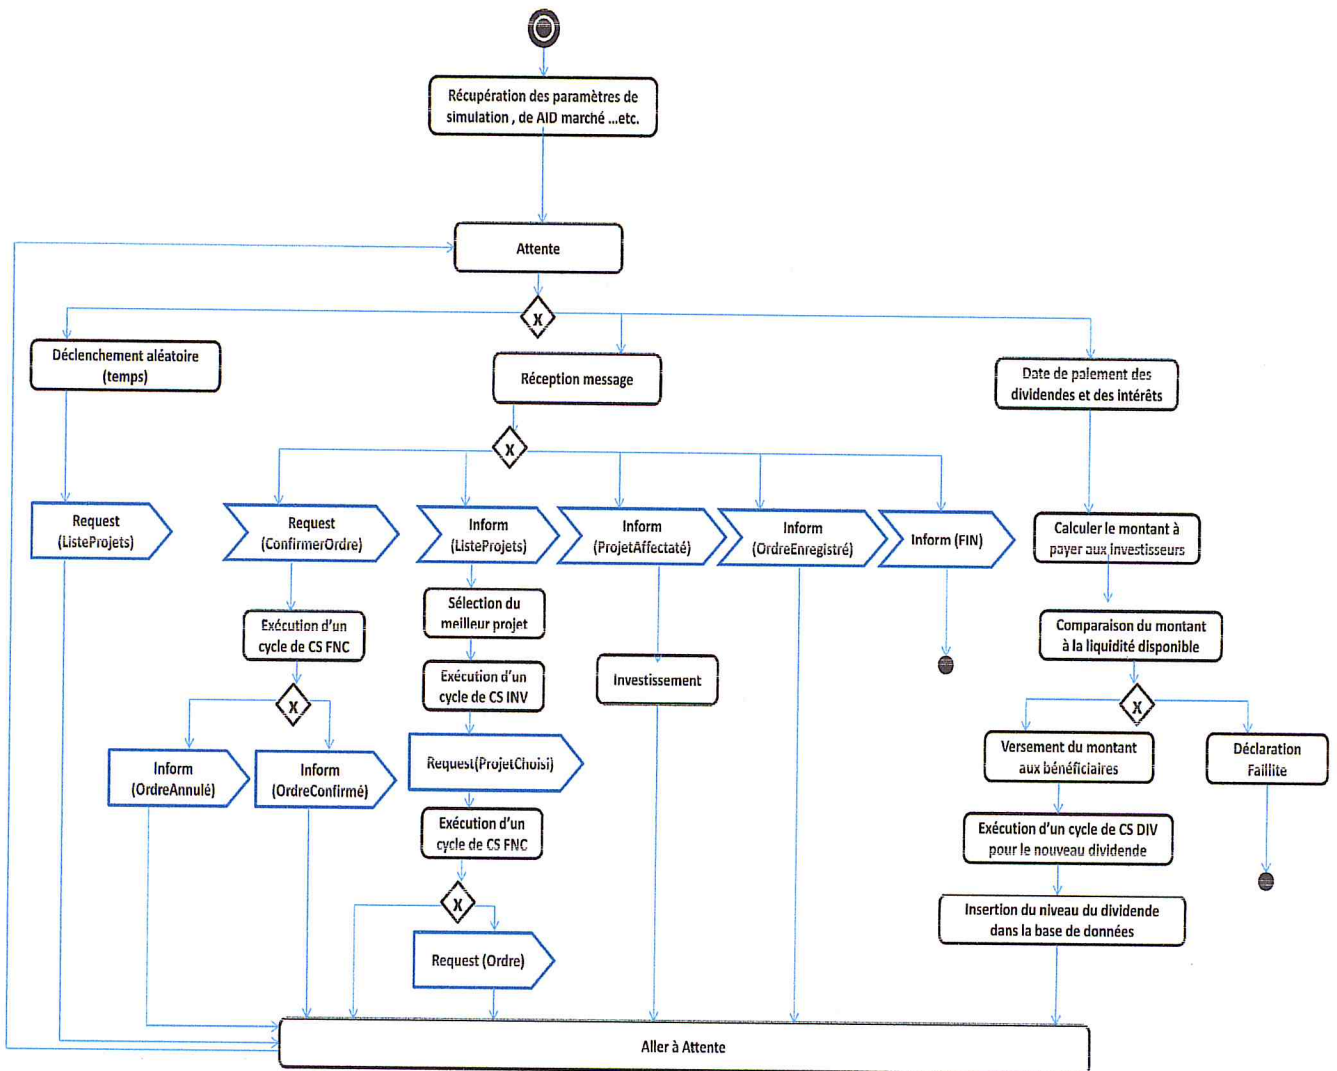 Récupération des paramètres de
simulation , de AID marché ...etc.
Attente
X
Déclenchement aléatoire
(temps)
Réception message
Date de paiement des
dividendes et des intérêts
X
Request
(ListeProjets)
Request
(ConfirmerOrdre)
Inform
(ListeProjets)
Inform
(ProjetAffectaté)
Inform
(OrdreEnregistré)
Inform (FIN)
Calculer le montant à
payer aux investisseurs
Exécution d'un
cycle de CS FNC
Sélection du
meilleur projet
Comparaison du montant
à la liquidité disponible
Exécution d'un
cycle de CS INV
Investissement
X
X
Inform
(OrdreAnnulé)
Inform
(OrdreConfirmé)
Request(ProjetChoisi)
Versement du montant
aux bénéficiaires
Déclaration
Faillite
Exécution d'un
cycle de CS FNC
Exécution d'un cycle de CS DIV
pour le nouveau dividende
X
Insertion du niveau du dividende
dans la base de données
Request (Ordre)
Aller à Attente